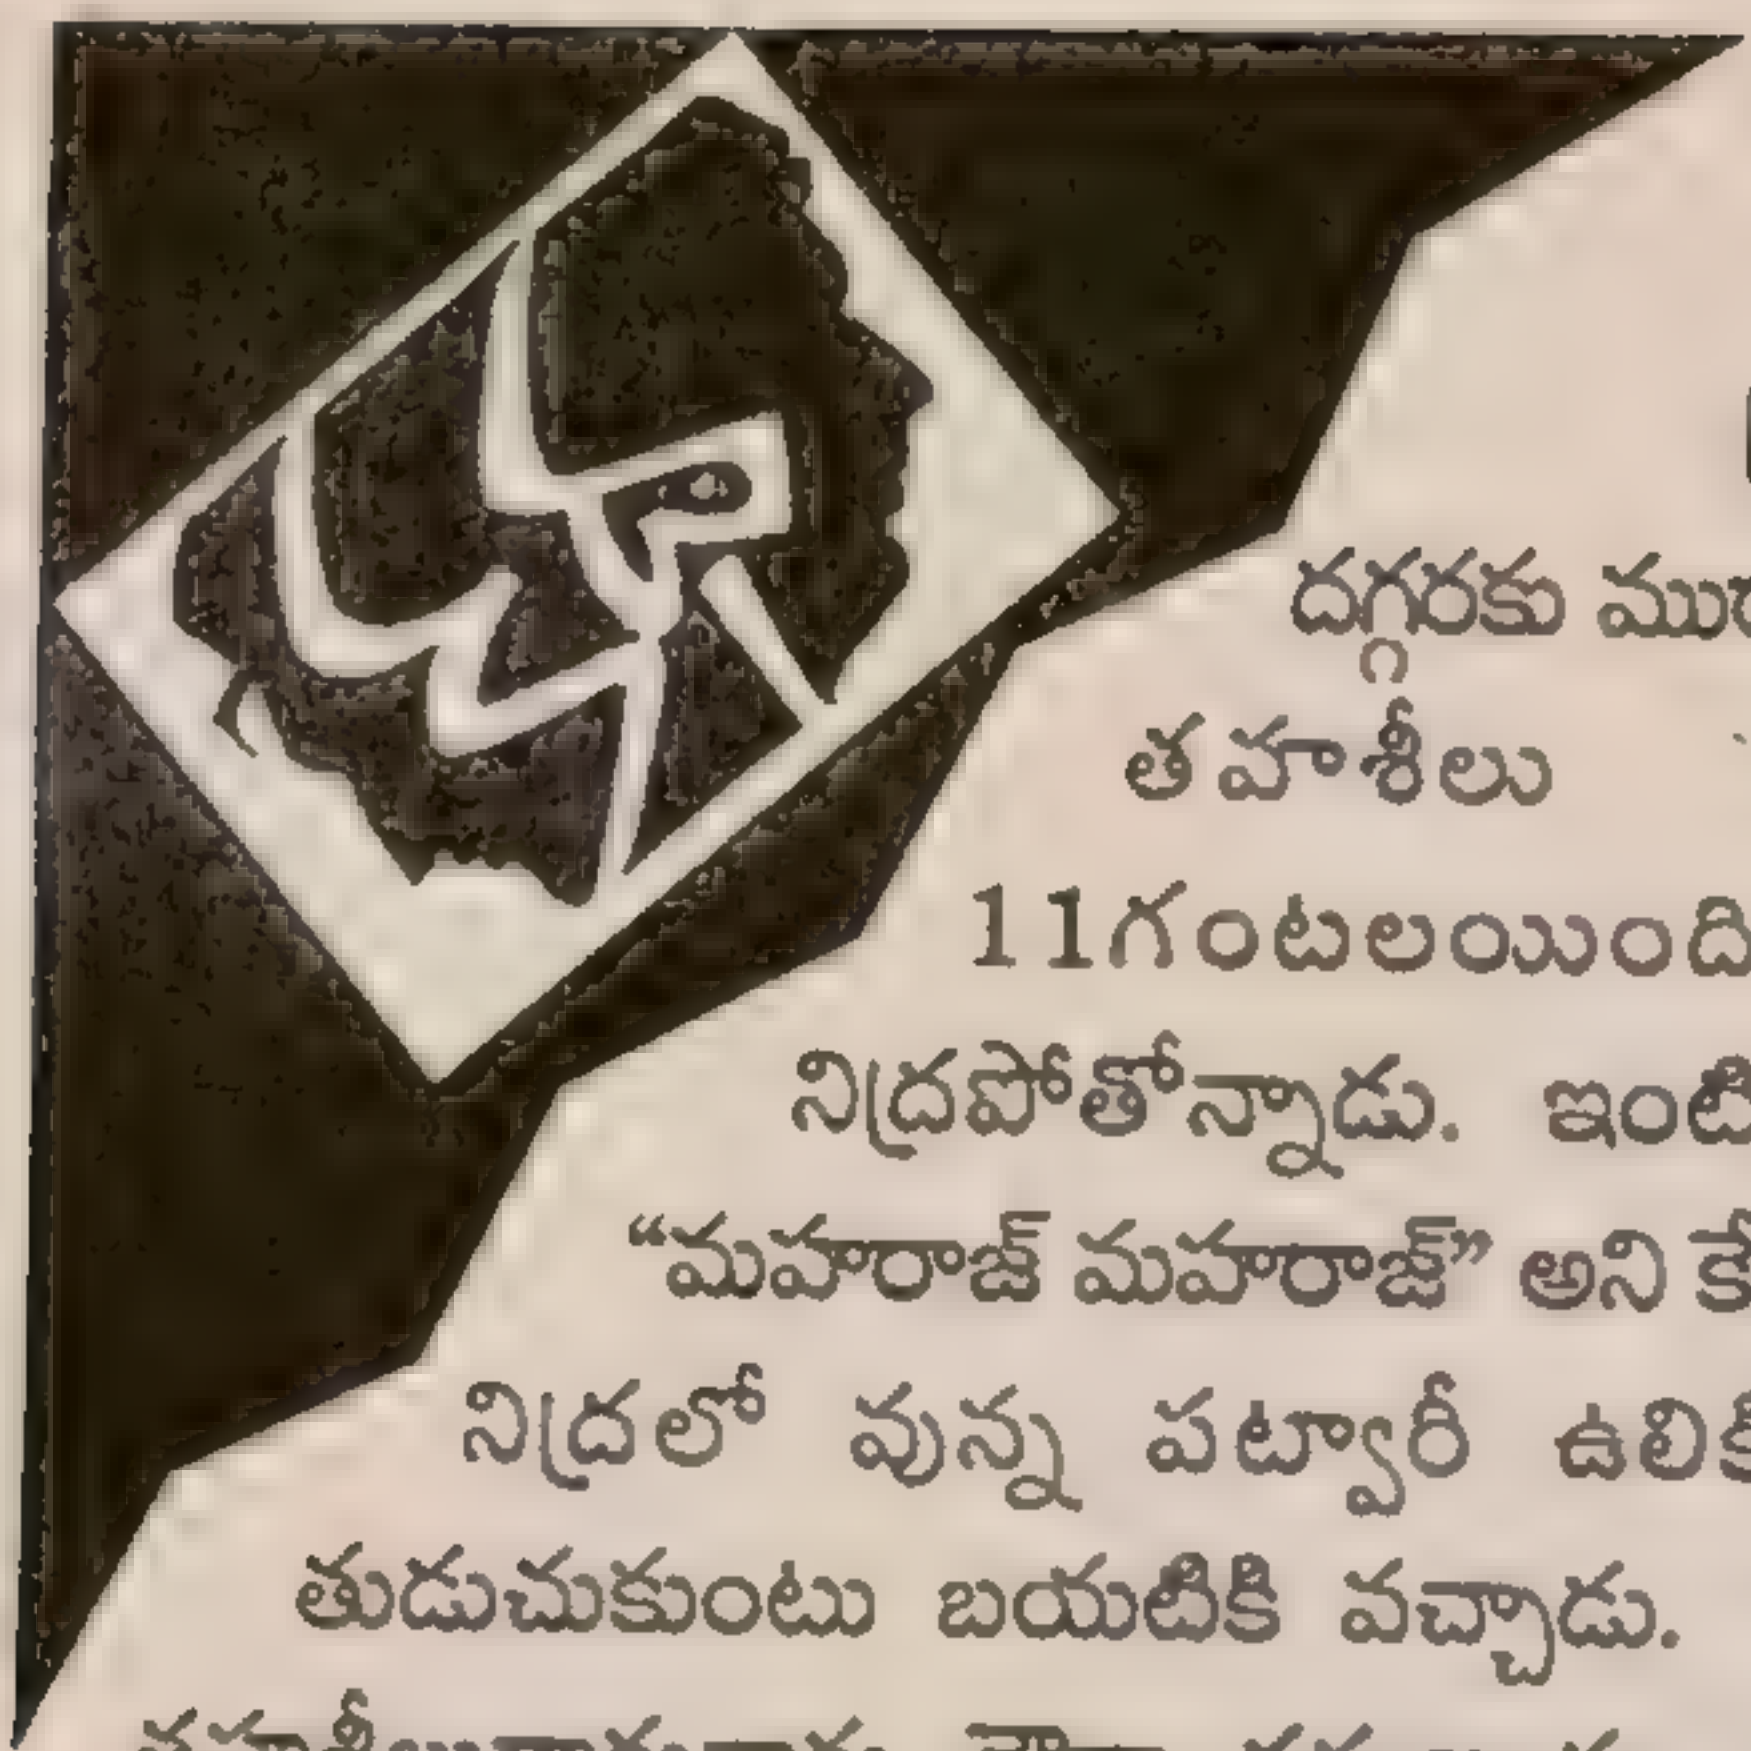 దగ్గరకు
తహశీలు
11గంటలయింది
నిద్రపోతోన్నాడు. ఇంటి
“మహరాజ్ మహరాజ్” అని కే
నిద్రలో వున్న పట్వారీ ఉలిక్
తుడుచుకుంటు బయటికి వచ్చాడు.